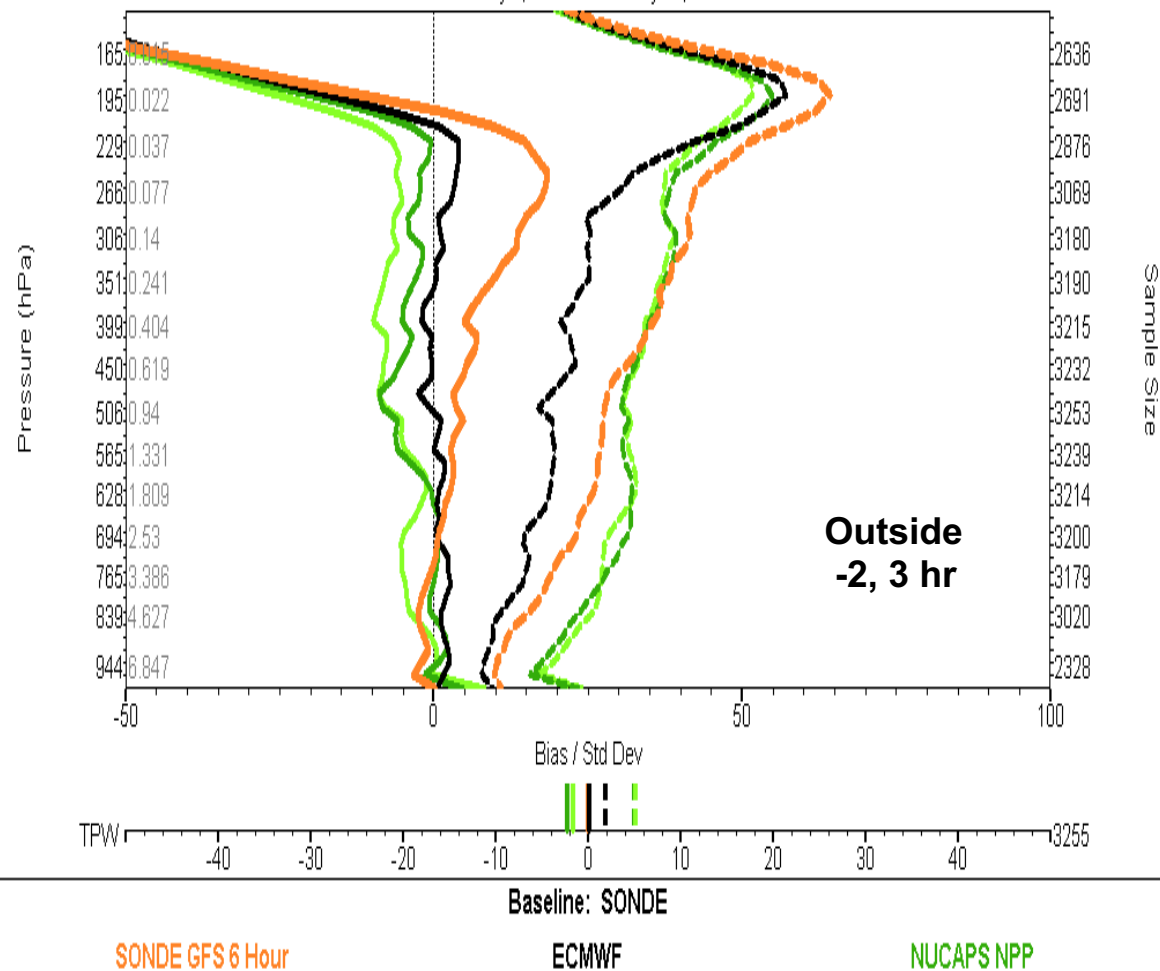 165 0.015 2636
195 0.022 2691
229 0.037 2876
266 0.077 3069
306 0.14 3180
351 0.241 3190
399 0.404 3215
450 0.619 3232
506 0.94 3253
565 1.331 3239
628 1.809 3214
694 2.53 3200
765 3.386 3179
839 4.627 3020
944 6.847 2328
Pressure (hPa)
Sample Size
Outside
-2, 3 hr
-50 0 50 100
Bias / Std Dev
TPW 3255
-40 -30 -20 -10 0 10 20 30 40
Baseline: SONDE
SONDE GFS 6 Hour ECMWF NUCAPS NPP